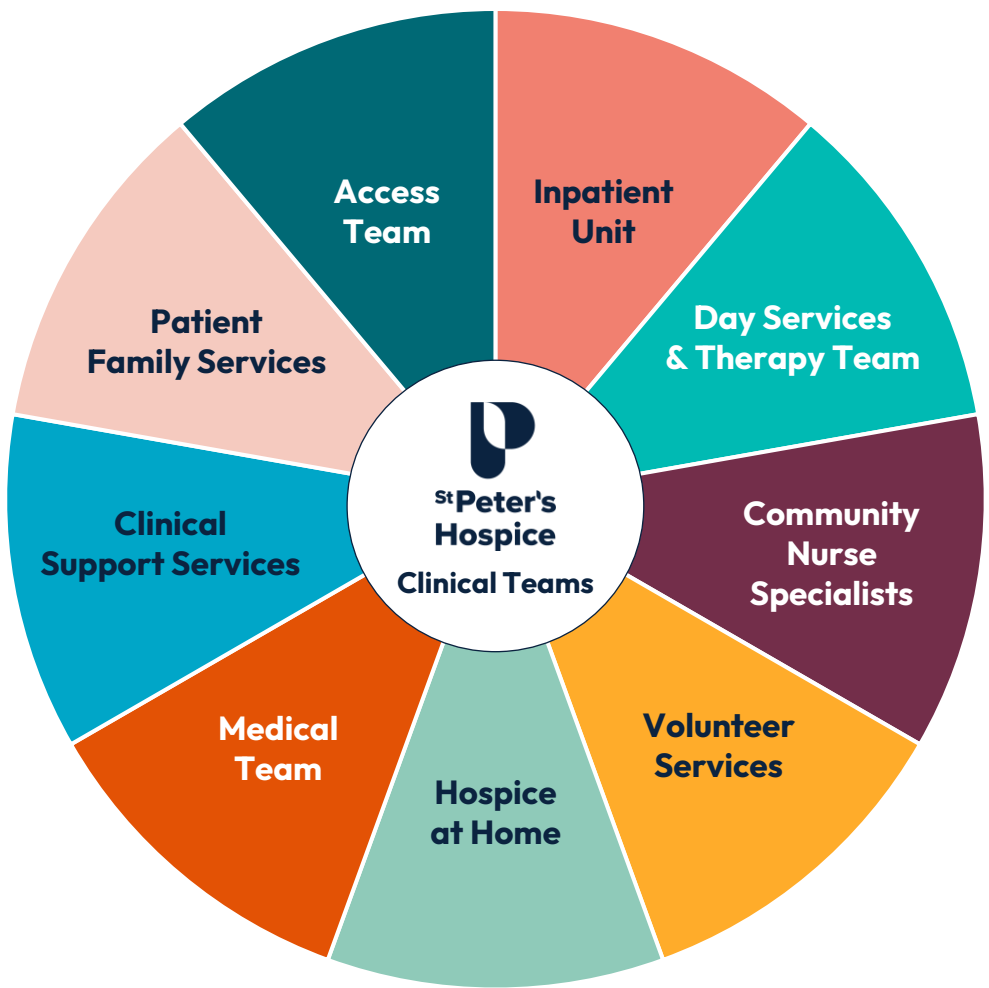 Access
Team
Inpatient
Unit
Day Services
& Therapy Team
Community
Nurse
Specialists
Volunteer
Services
Hospice
at Home
Medical
Team
Clinical
Support Services
Patient
Family Services
St Peter's
Hospice
Clinical Teams